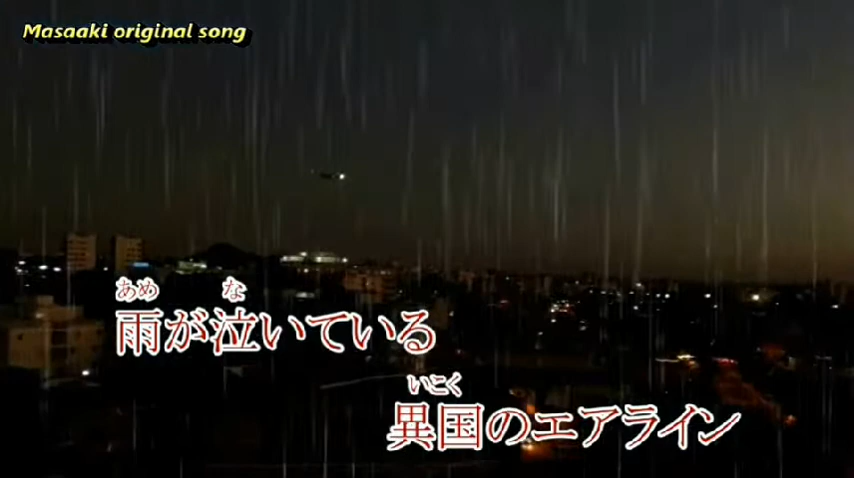 Masaaki original song
あめ な
雨が泣いている
いこく
異国のエアライン